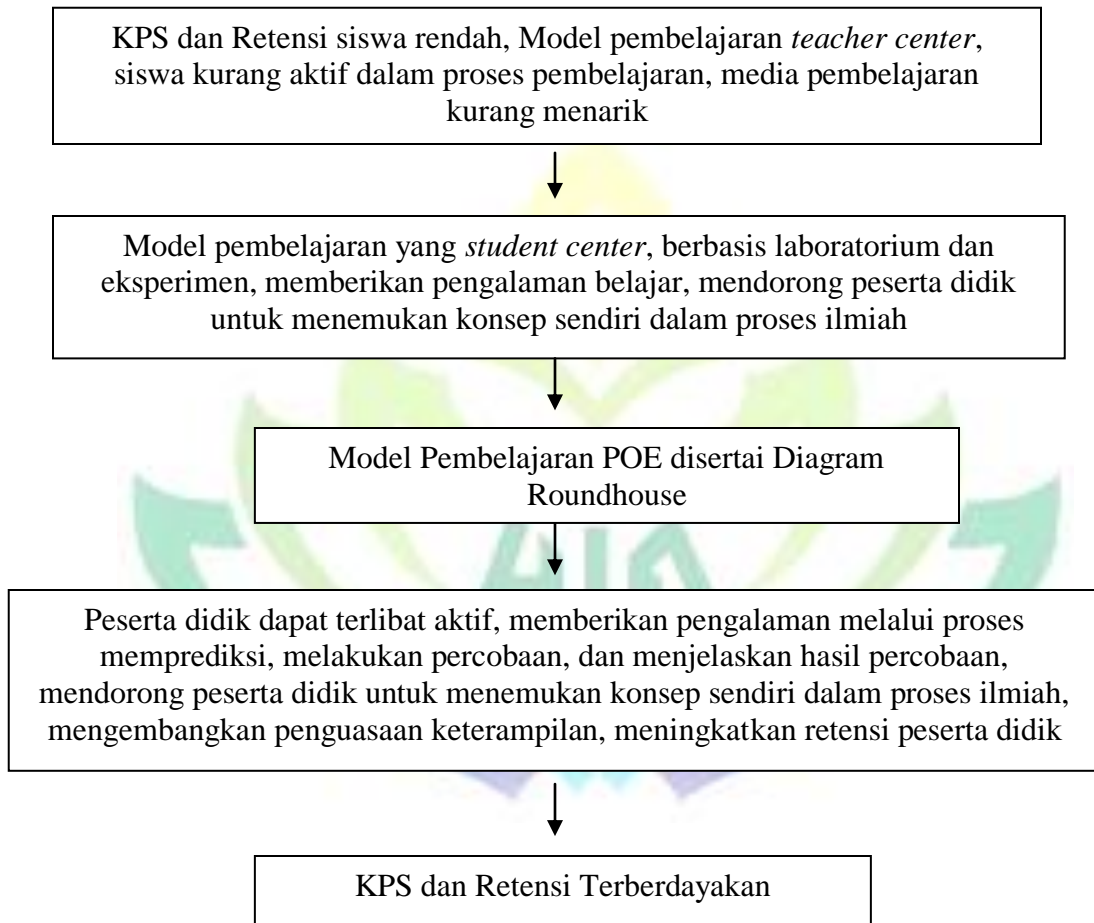 KPS dan Retensi siswa rendah, Model pembelajaran teacher center,
siswa kurang aktif dalam proses pembelajaran, media pembelajaran
kurang menarik
Model pembelajaran yang student center, berbasis laboratorium dan
eksperimen, memberikan pengalaman belajar, mendorong peserta didik
untuk menemukan konsep sendiri dalam proses ilmiah
Model Pembelajaran POE disertai Diagram
Roundhouse
Peserta didik dapat terlibat aktif, memberikan pengalaman melalui proses
memprediksi, melakukan percobaan, dan menjelaskan hasil percobaan,
mendorong peserta didik untuk menemukan konsep sendiri dalam proses ilmiah,
mengembangkan penguasaan keterampilan, meningkatkan retensi peserta didik
KPS dan Retensi Terberdayakan